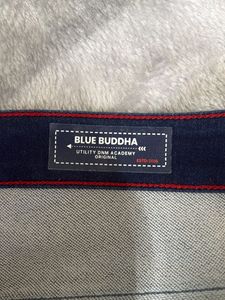 BLUE BUDDHA
UTILITY DNM ACADEMY
ORIGINAL